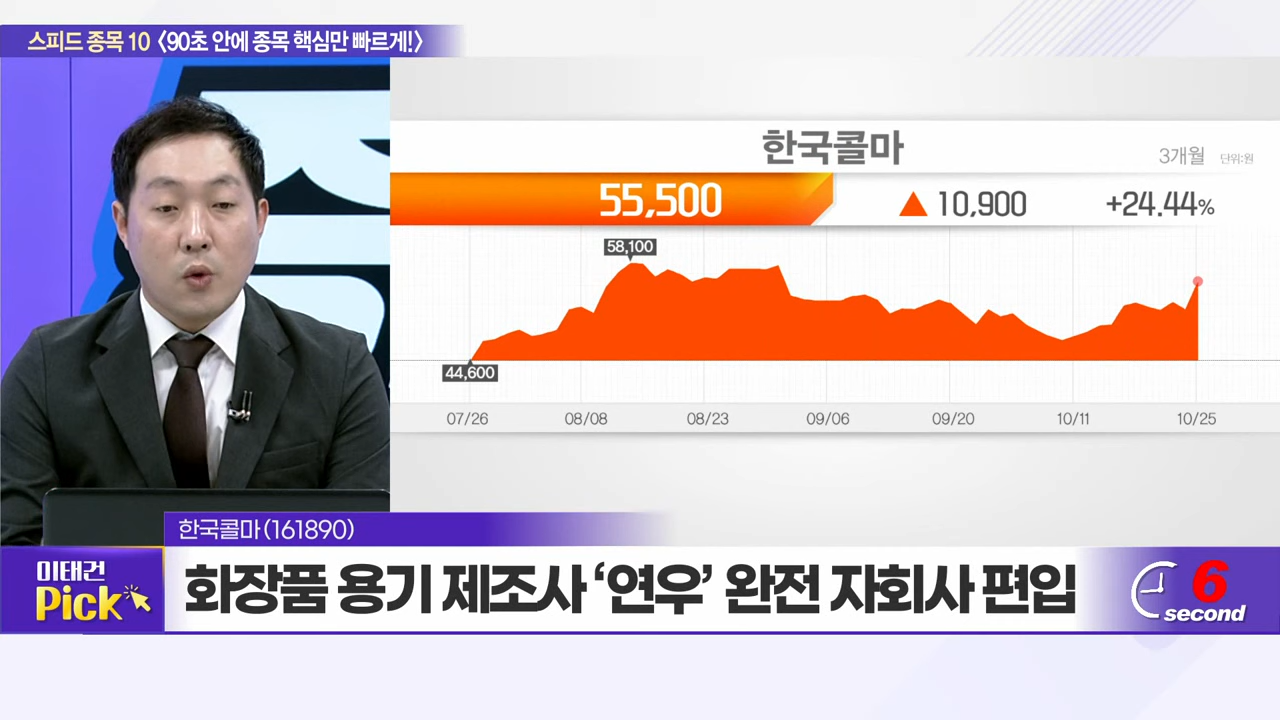 스피드 종목 10 〈90초 안에 종목 핵심만 빠르게!〉
한국콜마
3개월 단위:원
55,500 ▲ 10,900 +24.44%
58,100
44,600
07/26 08/08 08/23 09/06 09/20 10/11 10/25
한국콜마(161890)
이태건
Pick
화장품 용기 제조사 ‘연우’ 완전 자회사 편입
6
second